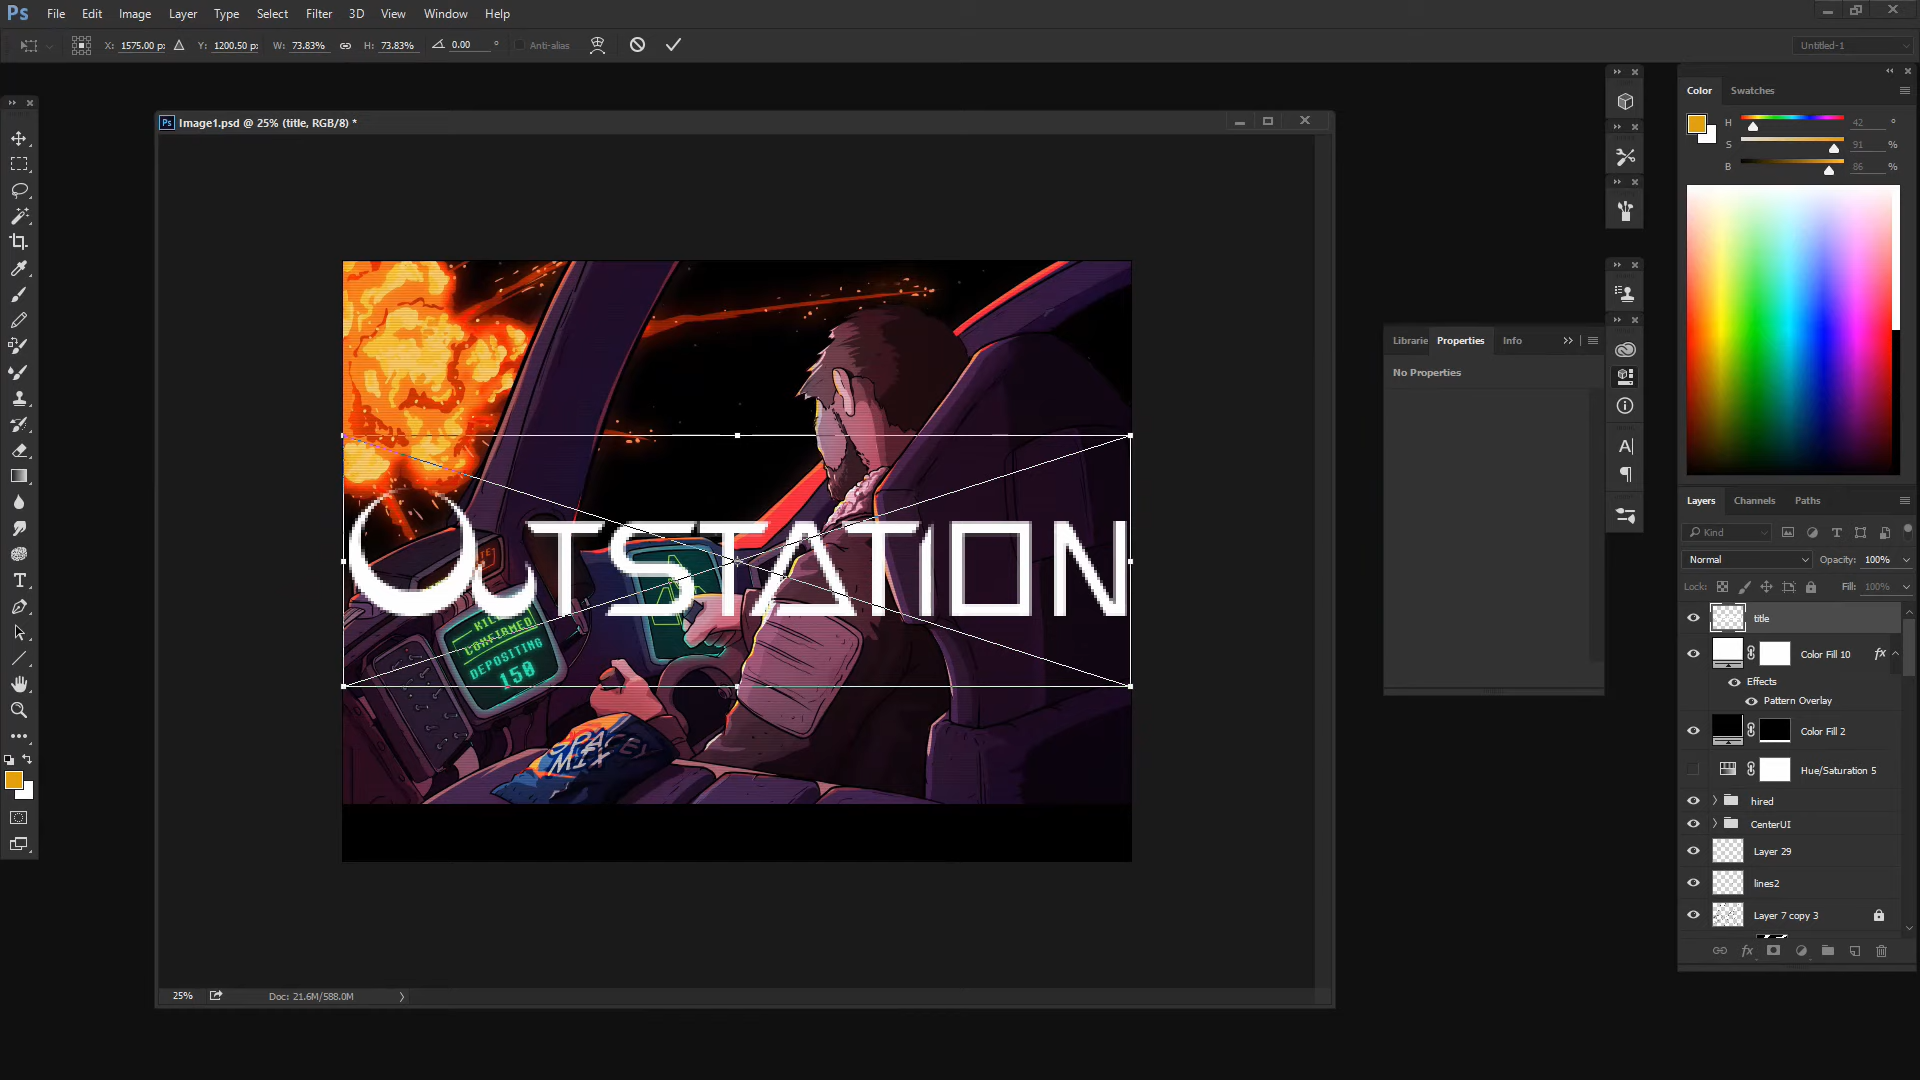 Ps File Edit Image Layer Type Select Filter 3D View Window Help
X: 1575.00 p: Y: 1200.50 p: W: 73.83% H: 73.83% 0.00 ° Anti-alias
Untitled-1
Ps Image1.psd @ 25% (title, RGB/8) *
OUTSTATION
KILL
CONFIRMED
DEPOSITING
150
SPACEY
MIX
25% Doc: 21.6M/588.0M
Librarie Properties Info
No Properties
Color Swatches
H 42 °
S 91 %
B 86 %
Layers Channels Paths
Kind
Normal Opacity: 100%
Lock: Fill: 100%
title
Color Fill 10 fx
Effects
Pattern Overlay
Color Fill 2
Hue/Saturation 5
hired
CenterUI
Layer 29
lines2
Layer 7 copy 3
fx